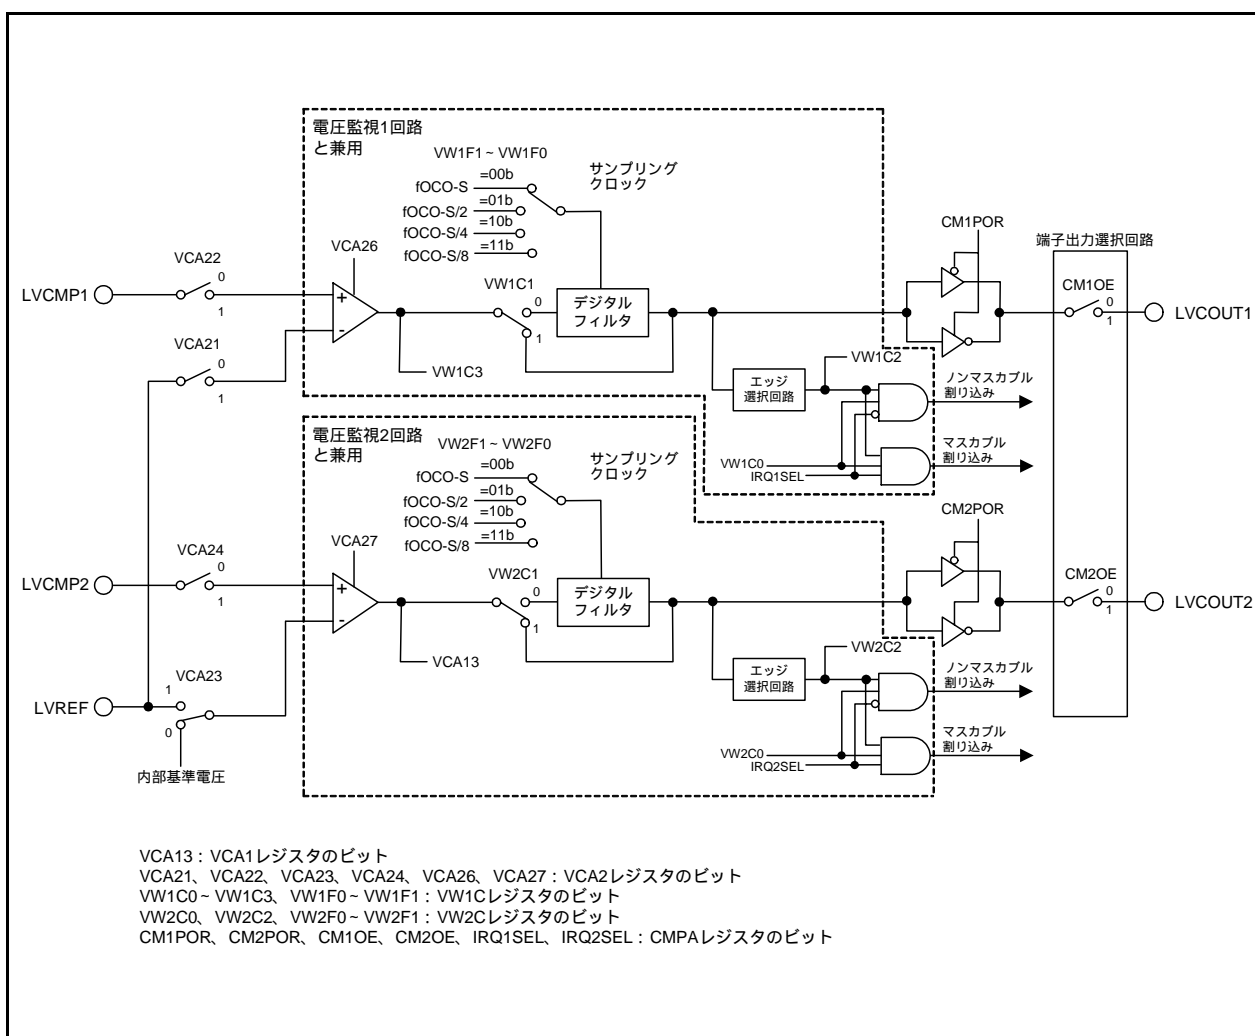 電圧監視1回路
と兼用
VW1F1～VW1F0
サンプリング
クロック
fOCO-S
=00b
fOCO-S/2
=01b
fOCO-S/4
=10b
fOCO-S/8
=11b
LVCMP1
VCA22
0
1
VCA21
0
1
VCA26
+
-
VW1C3
VW1C1
0
1
デジタル
フィルタ
CM1POR
端子出力選択回路
CM1OE
0
1
LVCOUT1
エッジ
選択回路
VW1C2
ノンマスカブル
割り込み
マスカブル
割り込み
VW1C0
IRQ1SEL
電圧監視2回路
と兼用
VW2F1～VW2F0
サンプリング
クロック
fOCO-S
=00b
fOCO-S/2
=01b
fOCO-S/4
=10b
fOCO-S/8
=11b
LVCMP2
VCA24
0
1
VCA27
+
-
VCA13
VW2C1
0
1
デジタル
フィルタ
CM2POR
CM2OE
0
1
LVCOUT2
LVREF
VCA23
1
0
内部基準電圧
エッジ
選択回路
VW2C2
ノンマスカブル
割り込み
マスカブル
割り込み
VW2C0
IRQ2SEL
VCA13：VCA1レジスタのビット
VCA21、VCA22、VCA23、VCA24、VCA26、VCA27：VCA2レジスタのビット
VW1C0～VW1C3、VW1F0～VW1F1：VW1Cレジスタのビット
VW2C0、VW2C2、VW2F0～VW2F1：VW2Cレジスタのビット
CM1POR、CM2POR、CM1OE、CM2OE、IRQ1SEL、IRQ2SEL：CMPAレジスタのビット